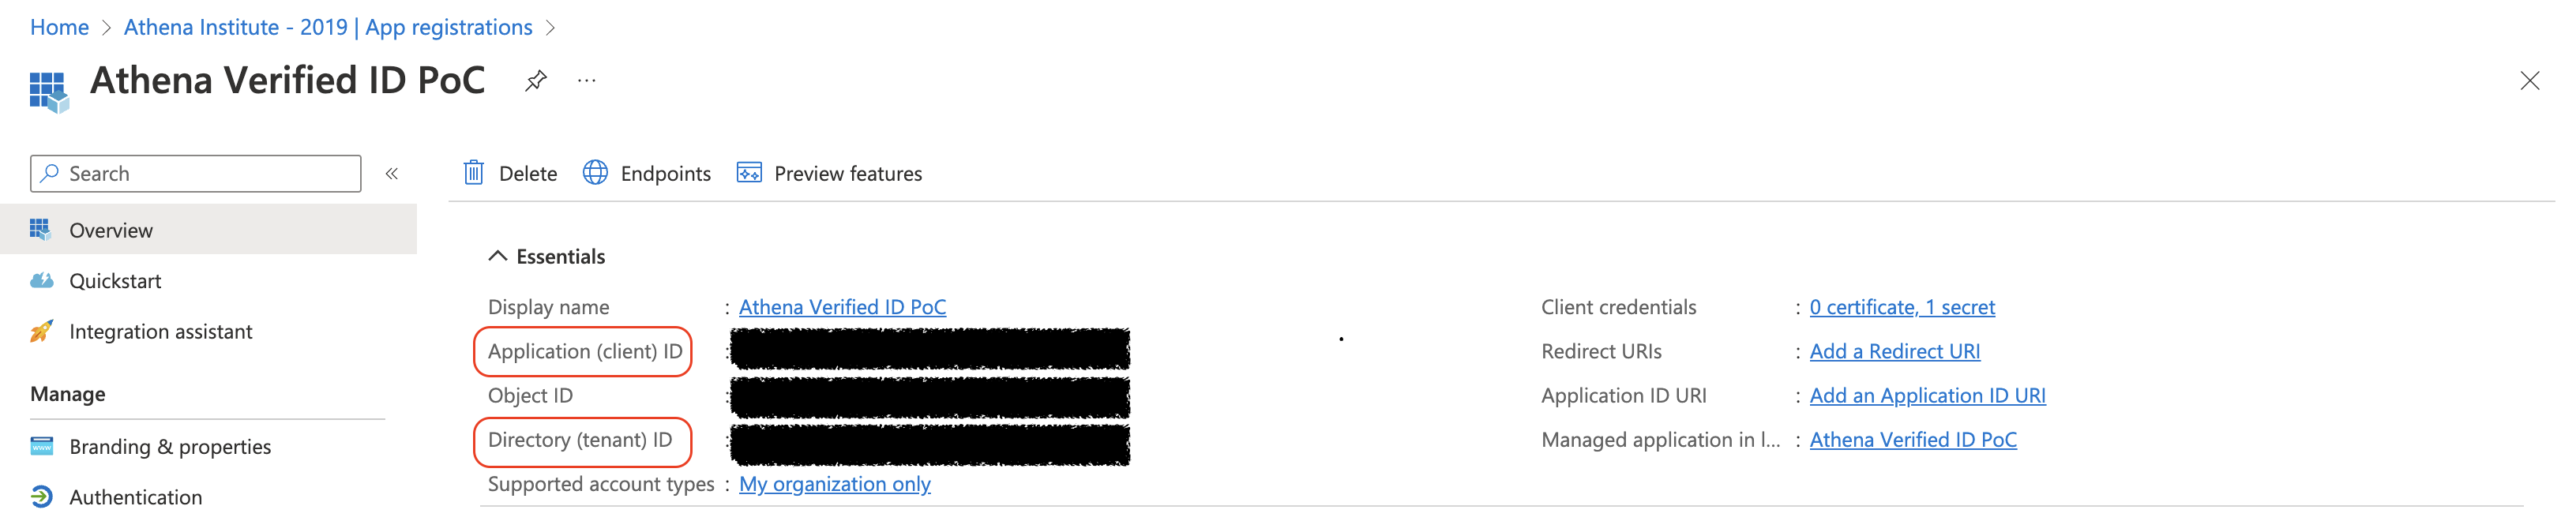 Home > Athena Institute - 2019 | App registrations >
Athena Verified ID PoC ...
Search «
Delete Endpoints Preview features
Overview
Quickstart
Integration assistant
Manage
Branding & properties
Authentication
Essentials
Display name : Athena Verified ID PoC
Application (client) ID :
Object ID :
Directory (tenant) ID :
Supported account types : My organization only
Client credentials : 0 certificate, 1 secret
Redirect URIs : Add a Redirect URI
Application ID URI : Add an Application ID URI
Managed application in l... : Athena Verified ID PoC